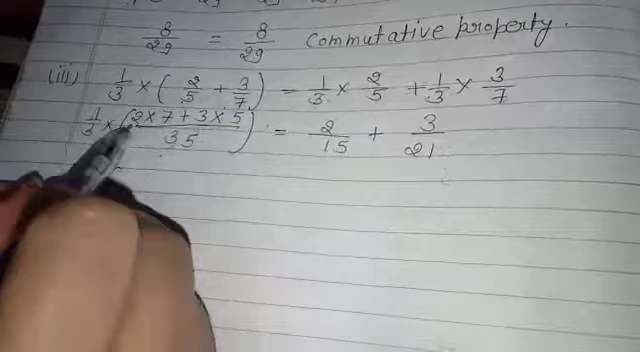 8/29 = 8/29 Commutative property.
(iii) 1/3 × (2/5 + 3/7) = 1/3 × 2/5 + 1/3 × 3/7
1/3 × (2×7+3×5/35) = 2/15 + 3/21